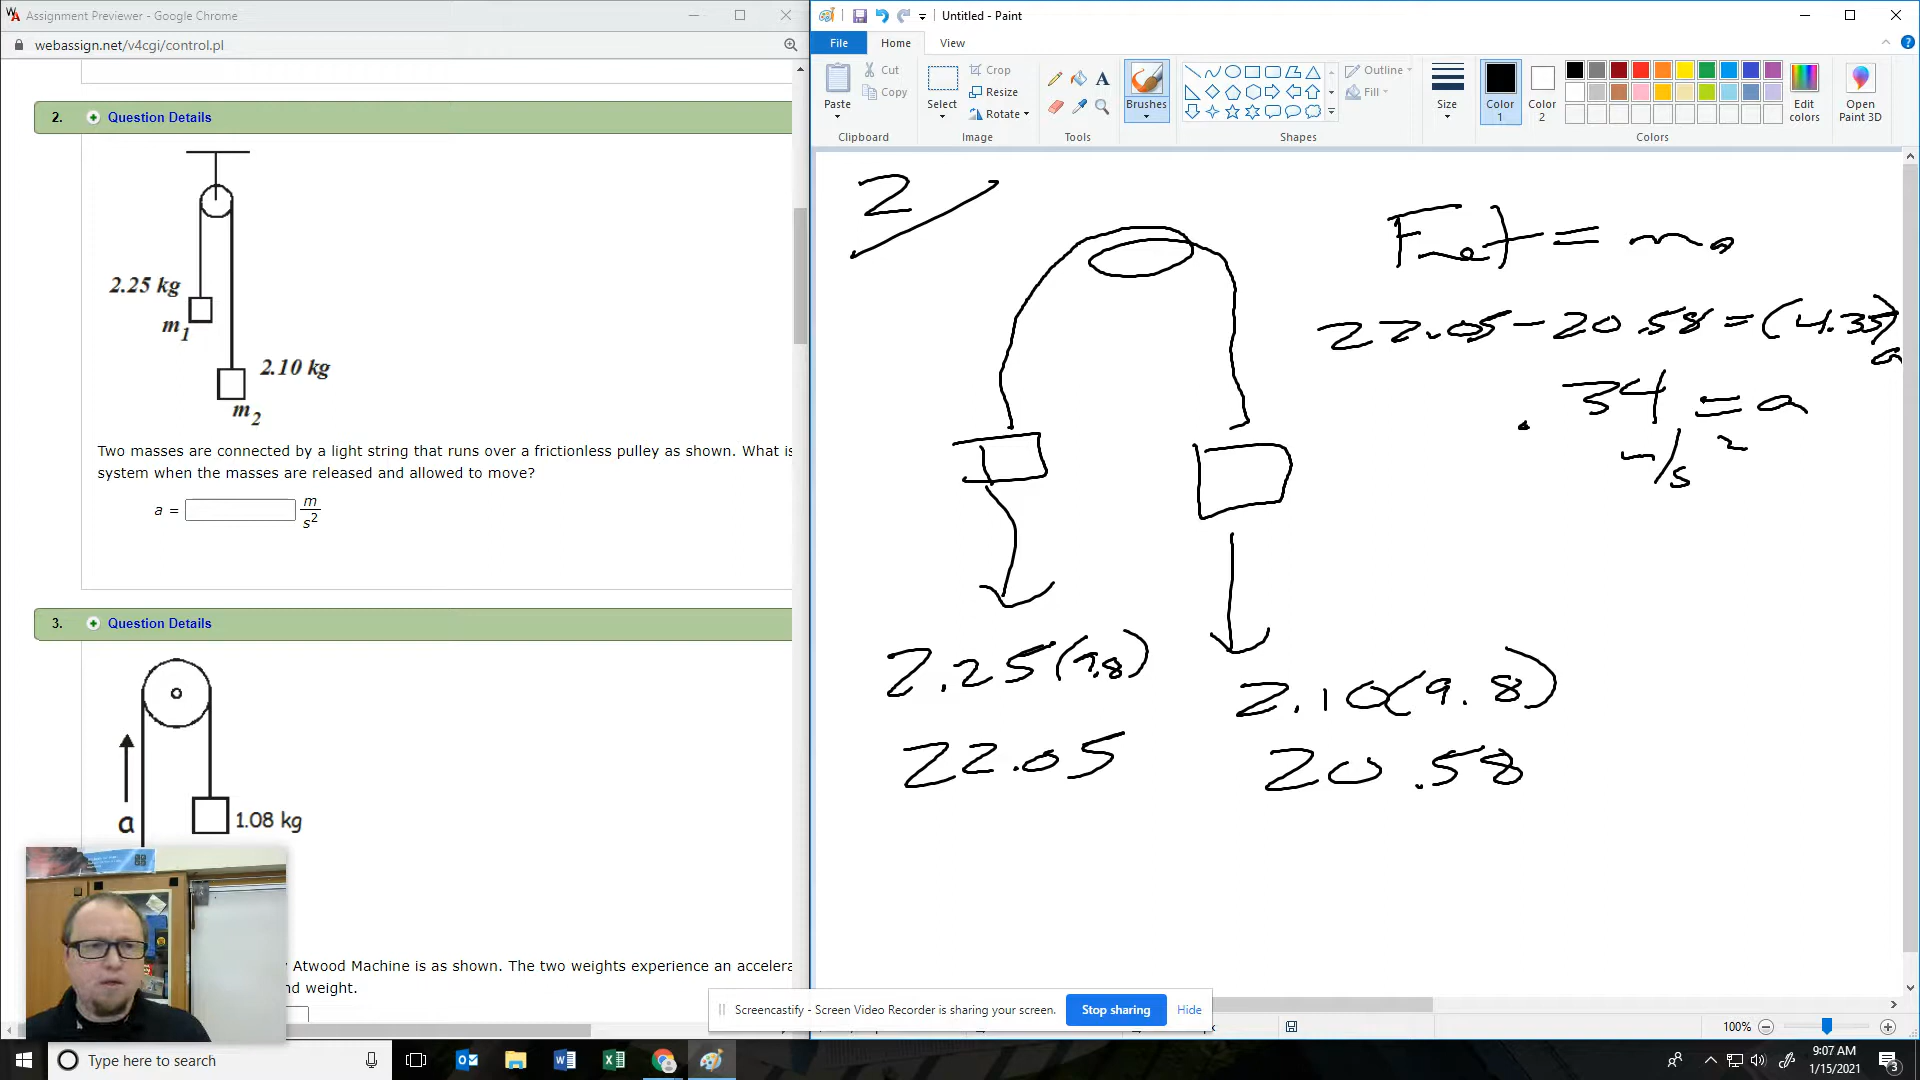 Assignment Previewer - Google Chrome
webassign.net/v4cgi/control.pl
2. Question Details
2.25 kg
m1
2.10 kg
m2
Two masses are connected by a light string that runs over a frictionless pulley as shown. What is
system when the masses are released and allowed to move?
a = m/s2
3. Question Details
a
1.08 kg
Atwood Machine is as shown. The two weights experience an accelera
nd weight.
Untitled - Paint
File Home View
Paste
Cut
Copy
Clipboard
Select
Crop
Resize
Rotate
Image
A
Tools
Brushes
Shapes
Outline
Fill
Size
Color 1
Color 2
Edit colors
Open Paint 3D
Colors
2
Fnet = ma
22.05 - 20.58 = (4.35)
a
.34 = a
m/s2
2.25(9.8)
22.05
2.10(9.8)
20.58
Screencastify - Screen Video Recorder is sharing your screen.
Stop sharing
Hide
100%
Type here to search
9:07 AM
1/15/2021
3